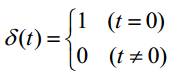 δ(t) = { 1 (t = 0)
0 (t ≠ 0)